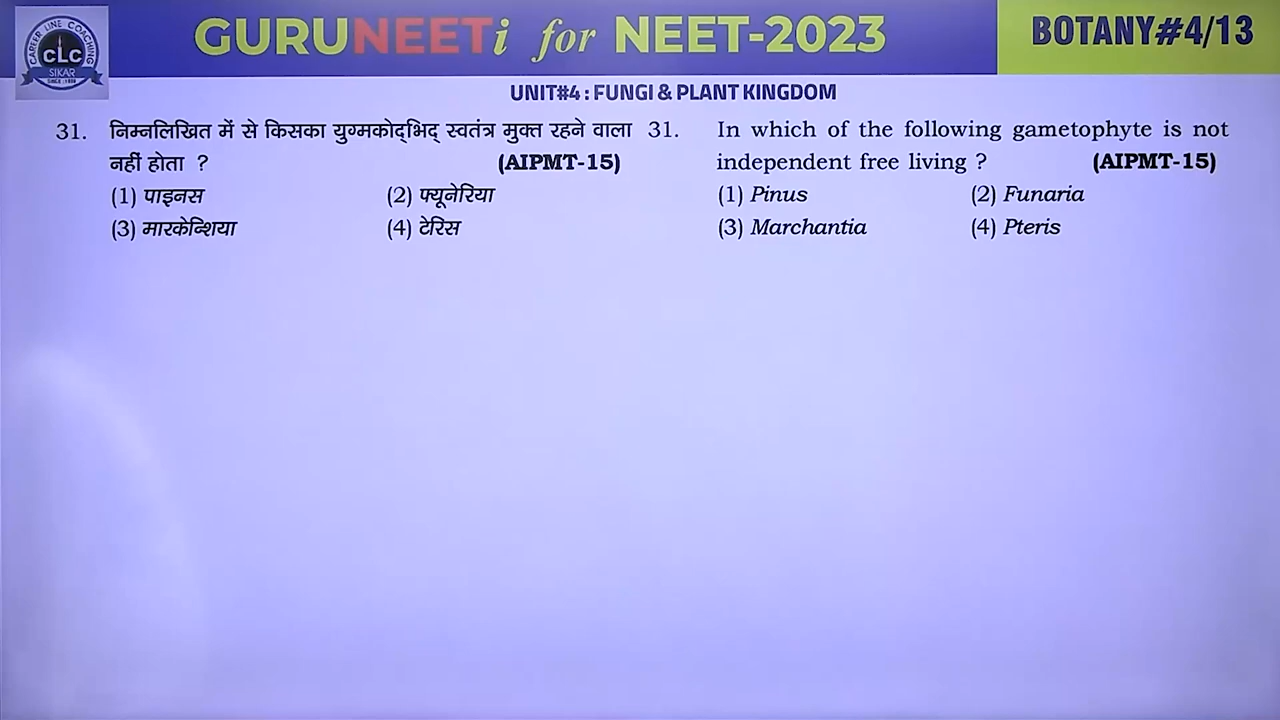 CAREER LINE COACHING
CLC
SIKAR
SINCE : 1996
GURUNEETi for NEET-2023
BOTANY#4/13
UNIT#4 : FUNGI & PLANT KINGDOM
31. निम्नलिखित में से किसका युग्मकोद्भिद् स्वतंत्र मुक्त रहने वाला
नहीं होता ? (AIPMT-15)
(1) पाइनस (2) फ्यूनेरिया
(3) मारकेन्शिया (4) टेरिस
31. In which of the following gametophyte is not
independent free living ? (AIPMT-15)
(1) Pinus (2) Funaria
(3) Marchantia (4) Pteris